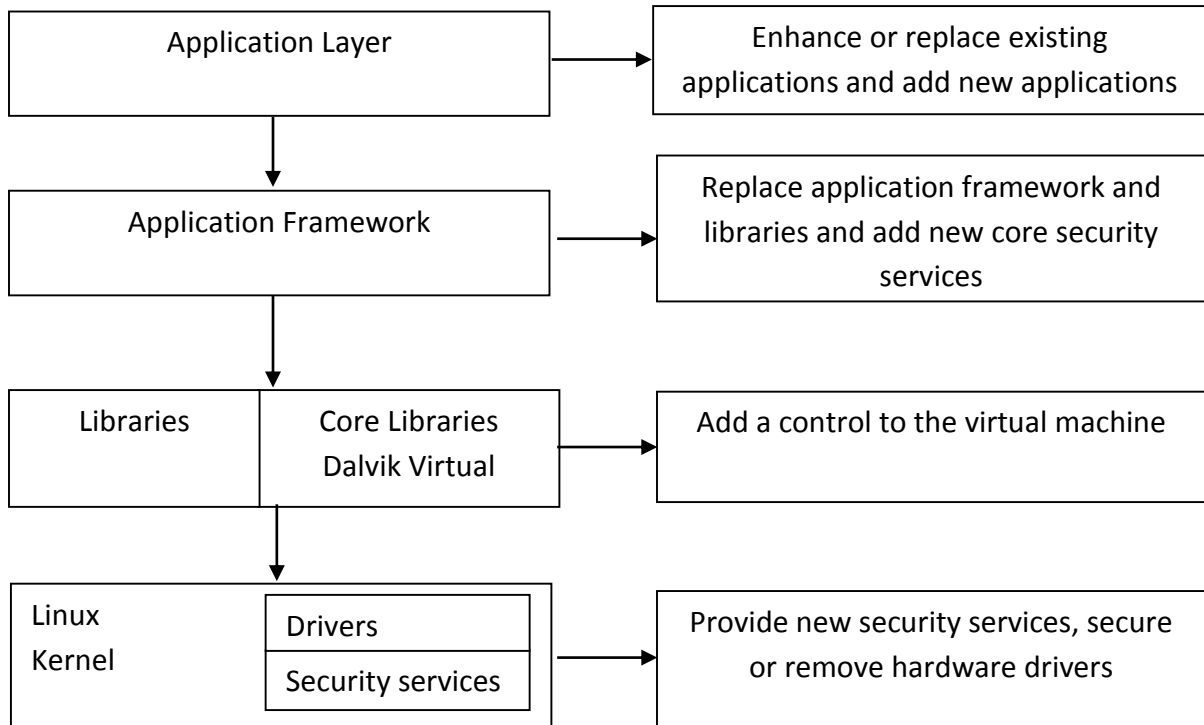 Application Layer
Enhance or replace existing
applications and add new applications
Application Framework
Replace application framework and
libraries and add new core security
services
Libraries
Core Libraries
Dalvik Virtual
Add a control to the virtual machine
Linux
Kernel
Drivers
Security services
Provide new security services, secure
or remove hardware drivers